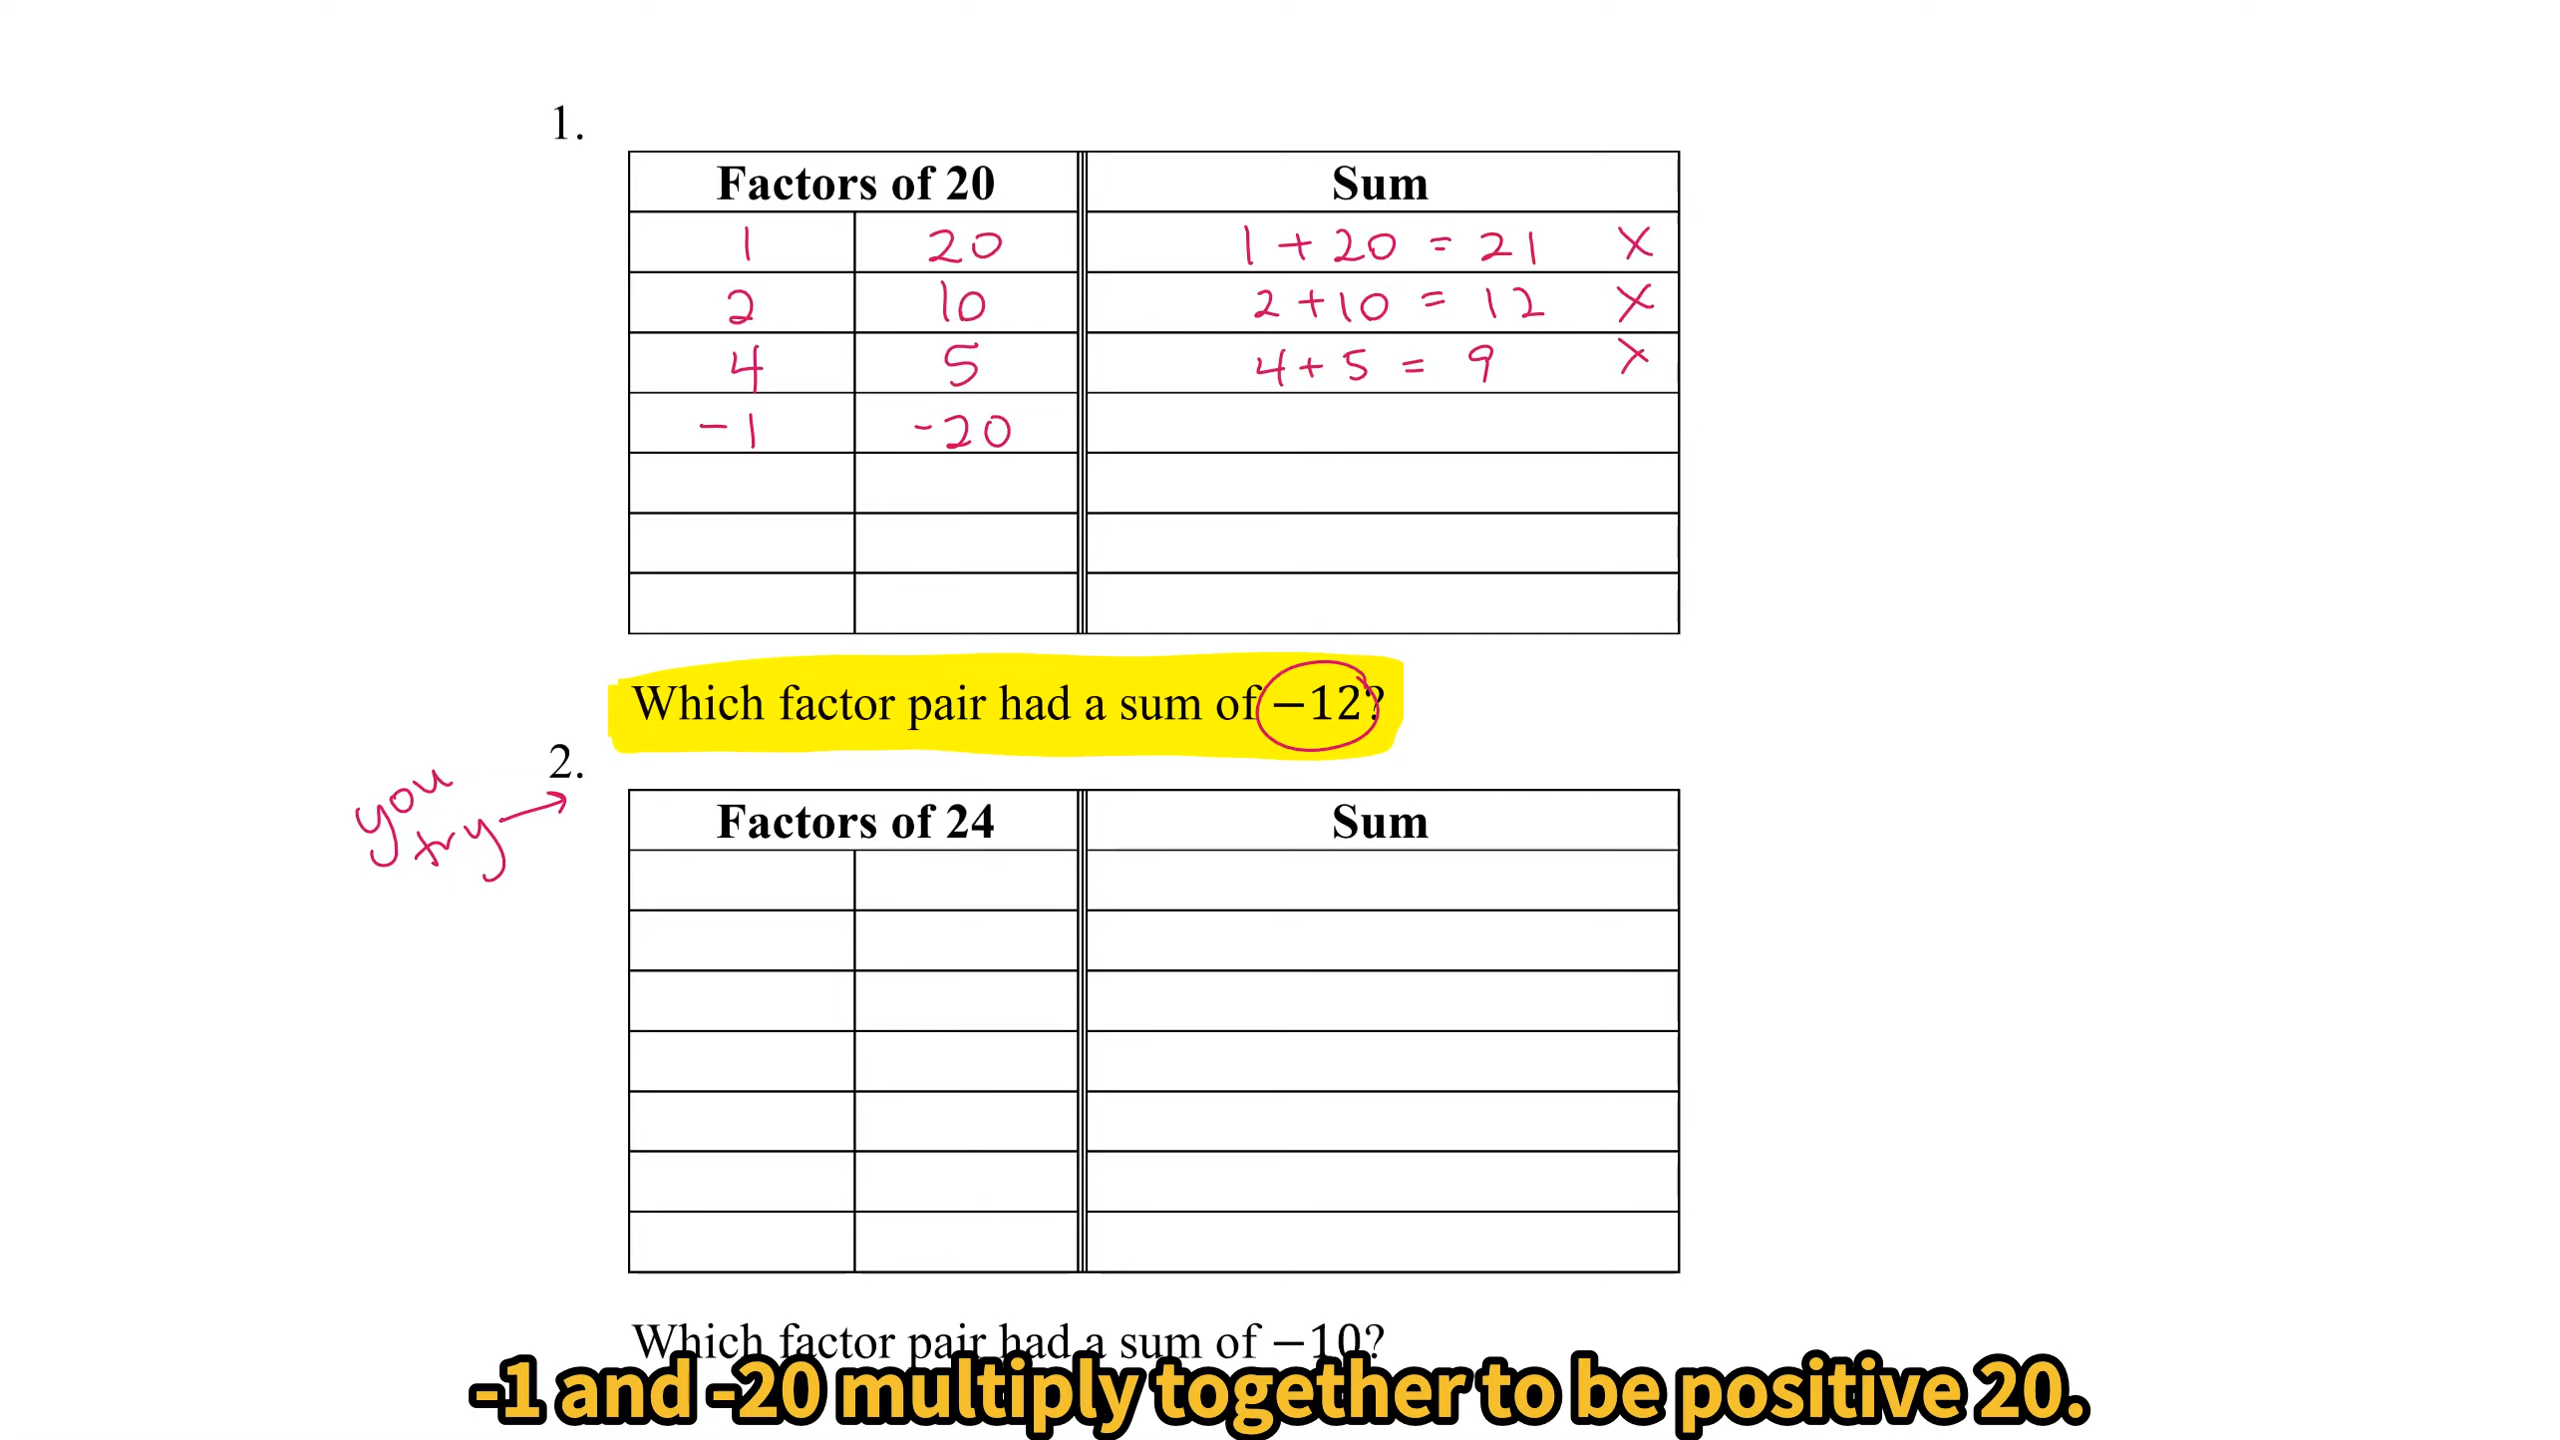 1.
Factors of 20 Sum
1 20 1 + 20 = 21 X
2 10 2 + 10 = 12 X
4 5 4 + 5 = 9 X
-1 -20
Which factor pair had a sum of −12?
2.
you
try
Factors of 24 Sum
Which factor pair had a sum of −10?
-1 and -20 multiply together to be positive 20.